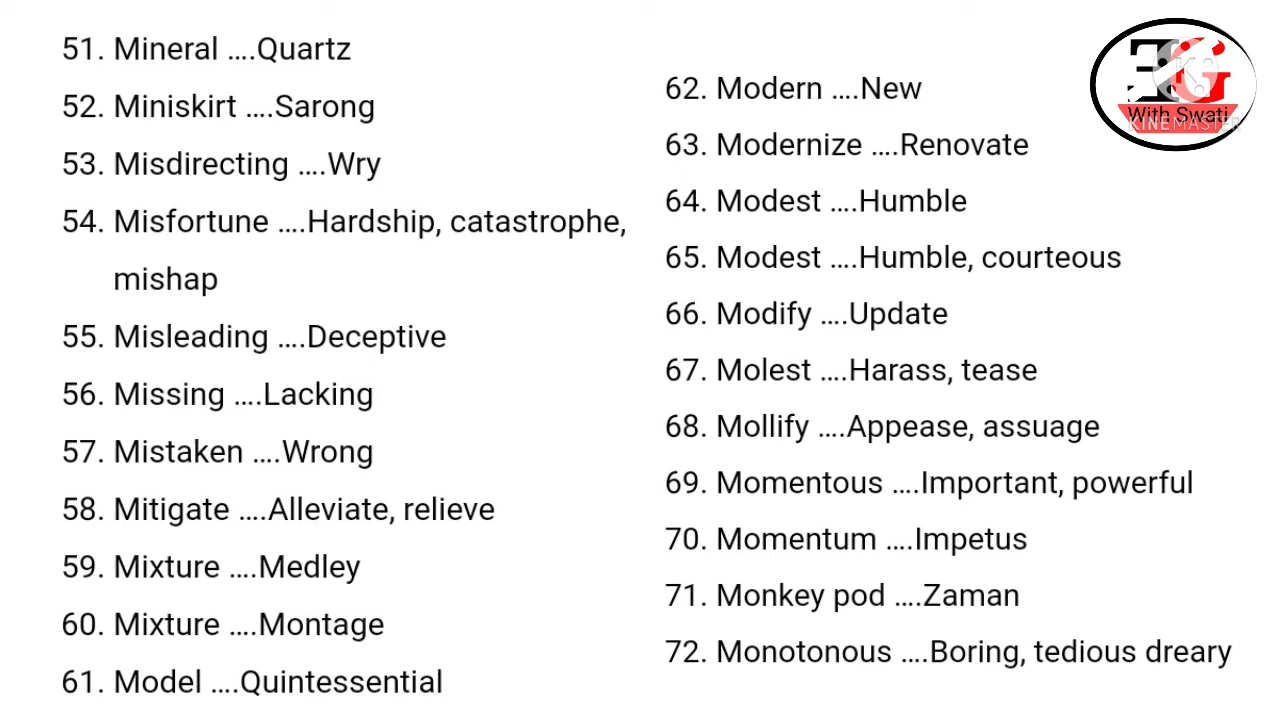 51. Mineral ....Quartz
52. Miniskirt ....Sarong
53. Misdirecting ....Wry
54. Misfortune ....Hardship, catastrophe,
mishap
55. Misleading ....Deceptive
56. Missing ....Lacking
57. Mistaken ....Wrong
58. Mitigate ....Alleviate, relieve
59. Mixture ....Medley
60. Mixture ....Montage
61. Model ....Quintessential
62. Modern ....New
63. Modernize ....Renovate
64. Modest ....Humble
65. Modest ....Humble, courteous
66. Modify ....Update
67. Molest ....Harass, tease
68. Mollify ....Appease, assuage
69. Momentous ....Important, powerful
70. Momentum ....Impetus
71. Monkey pod ....Zaman
72. Monotonous ....Boring, tedious dreary
With Swati
KINEMASTER